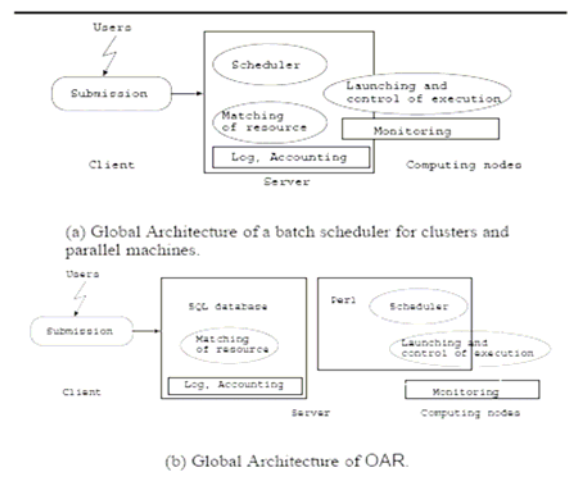 Users
Scheduler
Submission
Launching and
control of execution
Matching
of resource
Monitoring
Log, Accounting
Client
Computing nodes
Server
(a) Global Architecture of a batch scheduler for clusters and
parallel machines.
Users
SQL database
Perl
Scheduler
Submission
Matching
of resource
Launching and
control of execution
Log, Accounting
Client
Monitoring
Server
Computing nodes
(b) Global Architecture of OAR.